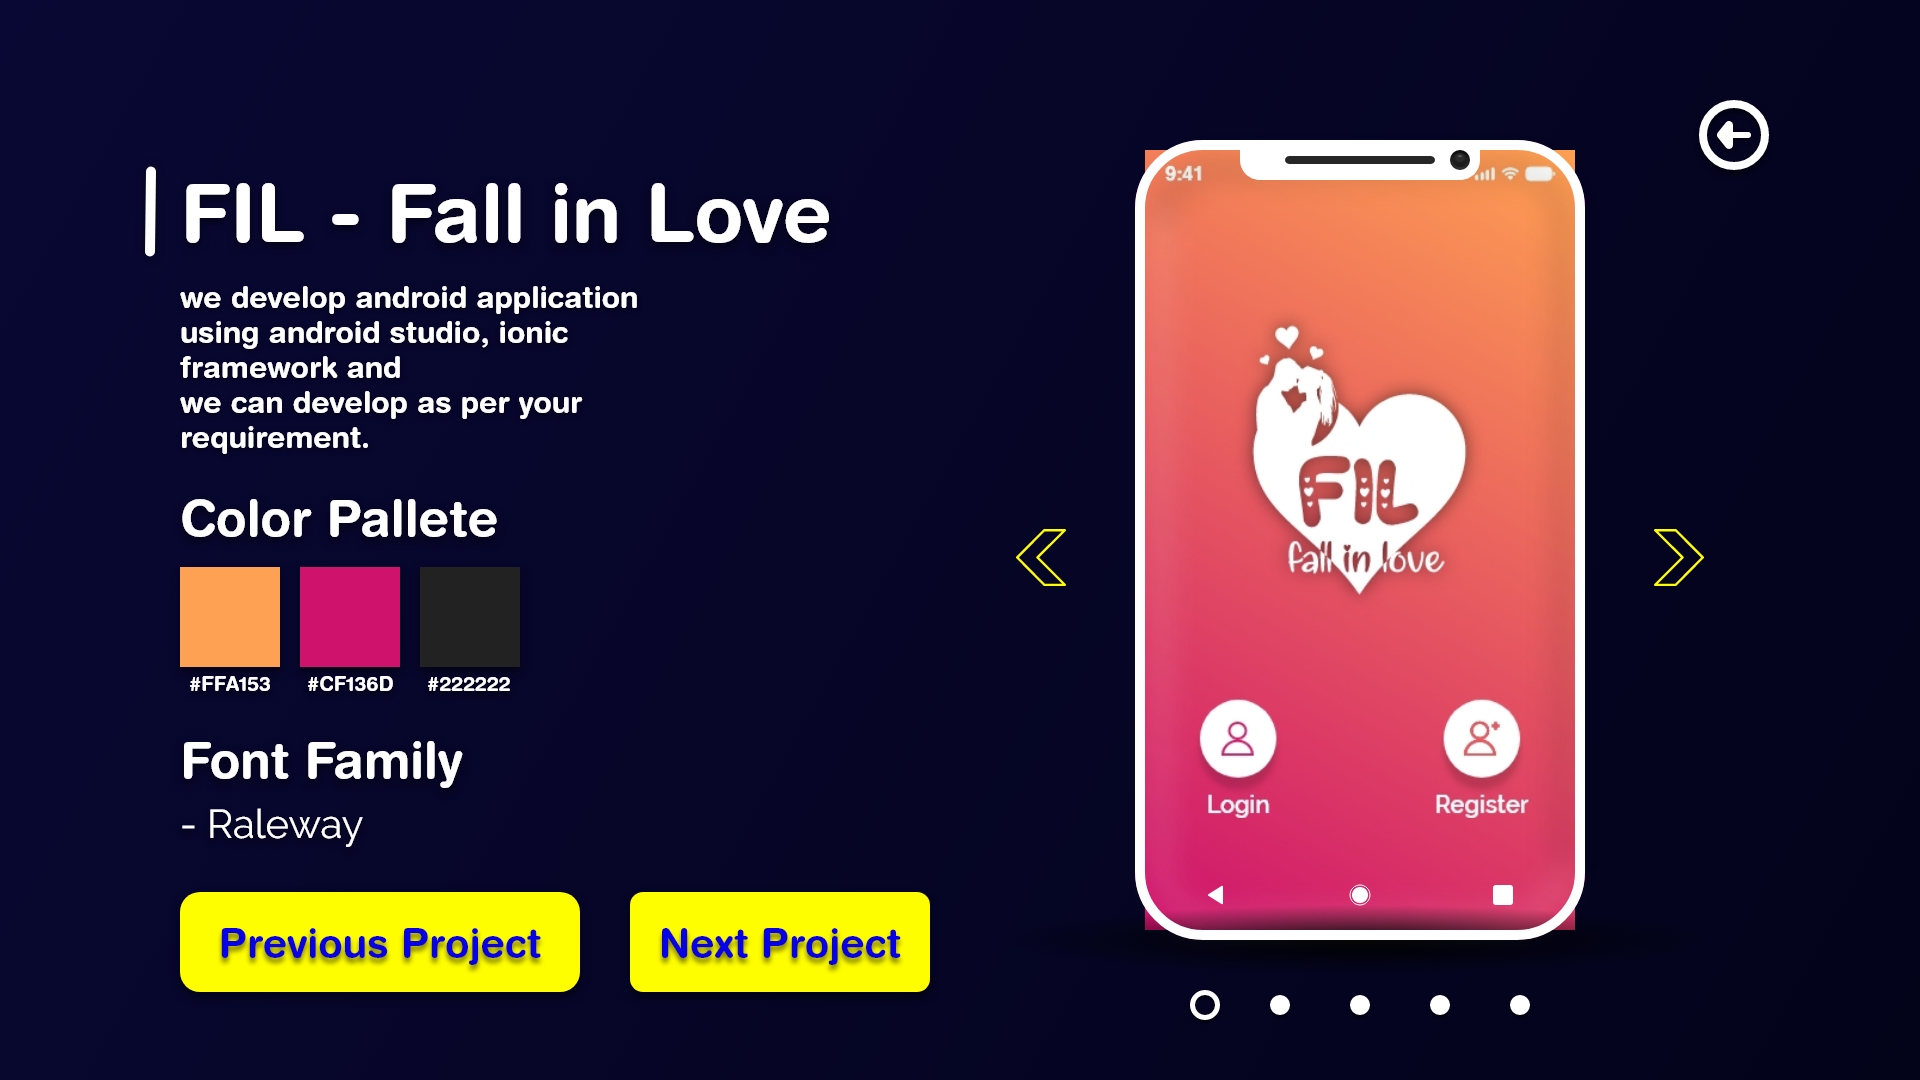 FIL - Fall in Love
we develop android application
using android studio, ionic
framework and
we can develop as per your
requirement.
Color Pallete
#FFA153 #CF136D #222222
Font Family
- Raleway
Previous Project Next Project
9:41
FIL
fall in love
Login Register